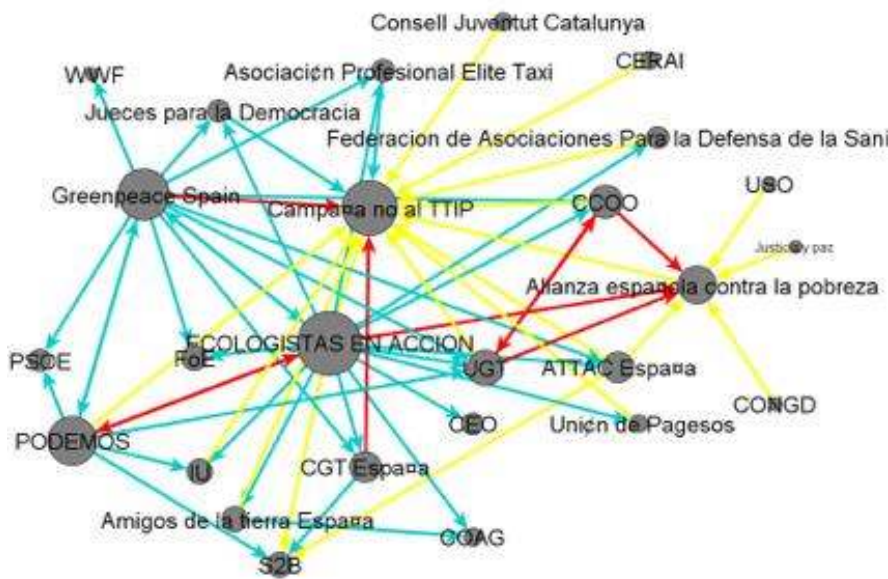 Consell Juventut Catalunya
WWF
Asociaci¢n Profesional Elite Taxi
CERAI
Jueces para la Democracia
Federacion de Asociaciones Para la Defensa de la Sani
Greenpeace Spain
Campa¤a no al TTIP
CCOO
USO
Justicia y paz
Alianza espa¤ola contra la pobreza
ECOLOGISTAS EN ACCION
PSOE
FoE
UGT
ATTAC Espa¤a
CONGD
PODEMOS
CEO
Uni¢n de Pagesos
IU
CGT Espa¤a
Amigos de la tierra Espa¤a
COAG
S2B